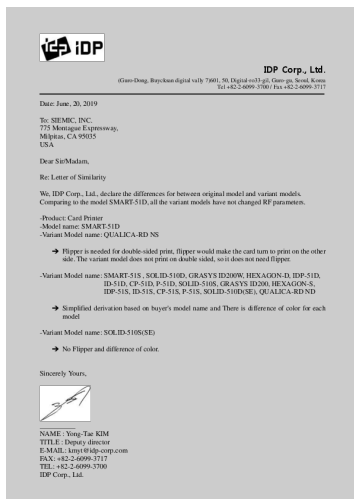 iDP
IDP Corp., Ltd.
(Guro-Dong, Byucksan digital vally 7)601, 50, Digital-ro33-gil, Guro-gu, Seoul, Korea
Tel +82-2-6099-3700 / Fax +82-2-6099-3717
Date: June, 20, 2019
To: SIEMIC, INC.
775 Montague Expressway,
Milpitas, CA 95035
USA
Dear Sir/Madam,
Re: Letter of Similarity
We, IDP Corp., Ltd., declare the differences for between original model and variant models.
Comparing to the model SMART-51D, all the variant models have not changed RF parameters.
-Product: Card Printer
-Model name: SMART-51D
-Variant Model name: QUALICA-RD NS
➔ Flipper is needed for double-sided print, flipper would make the card turn to print on the other
side. The variant model does not print on double sided, so it does not need flipper.
-Variant Model name: SMART-51S , SOLID-510D, GRASYS ID200W, HEXAGON-D, IDP-51D,
ID-51D, CP-51D, P-51D, SOLID-510S, GRASYS ID200, HEXAGON-S,
IDP-51S, ID-51S, CP-51S, P-51S, SOLID-510D(SE), QUALICA-RD ND
➔ Simplified derivation based on buyer's model name and There is difference of color for each
model
-Variant Model name: SOLID-510S(SE)
➔ No Flipper and difference of color.
Sincerely Yours,
NAME : Yong-Tae KIM
TITLE : Deputy director
E-MAIL: kmyt@idp-corp.com
FAX: +82-2-6099-3717
TEL: +82-2-6099-3700
IDP Corp., Ltd.